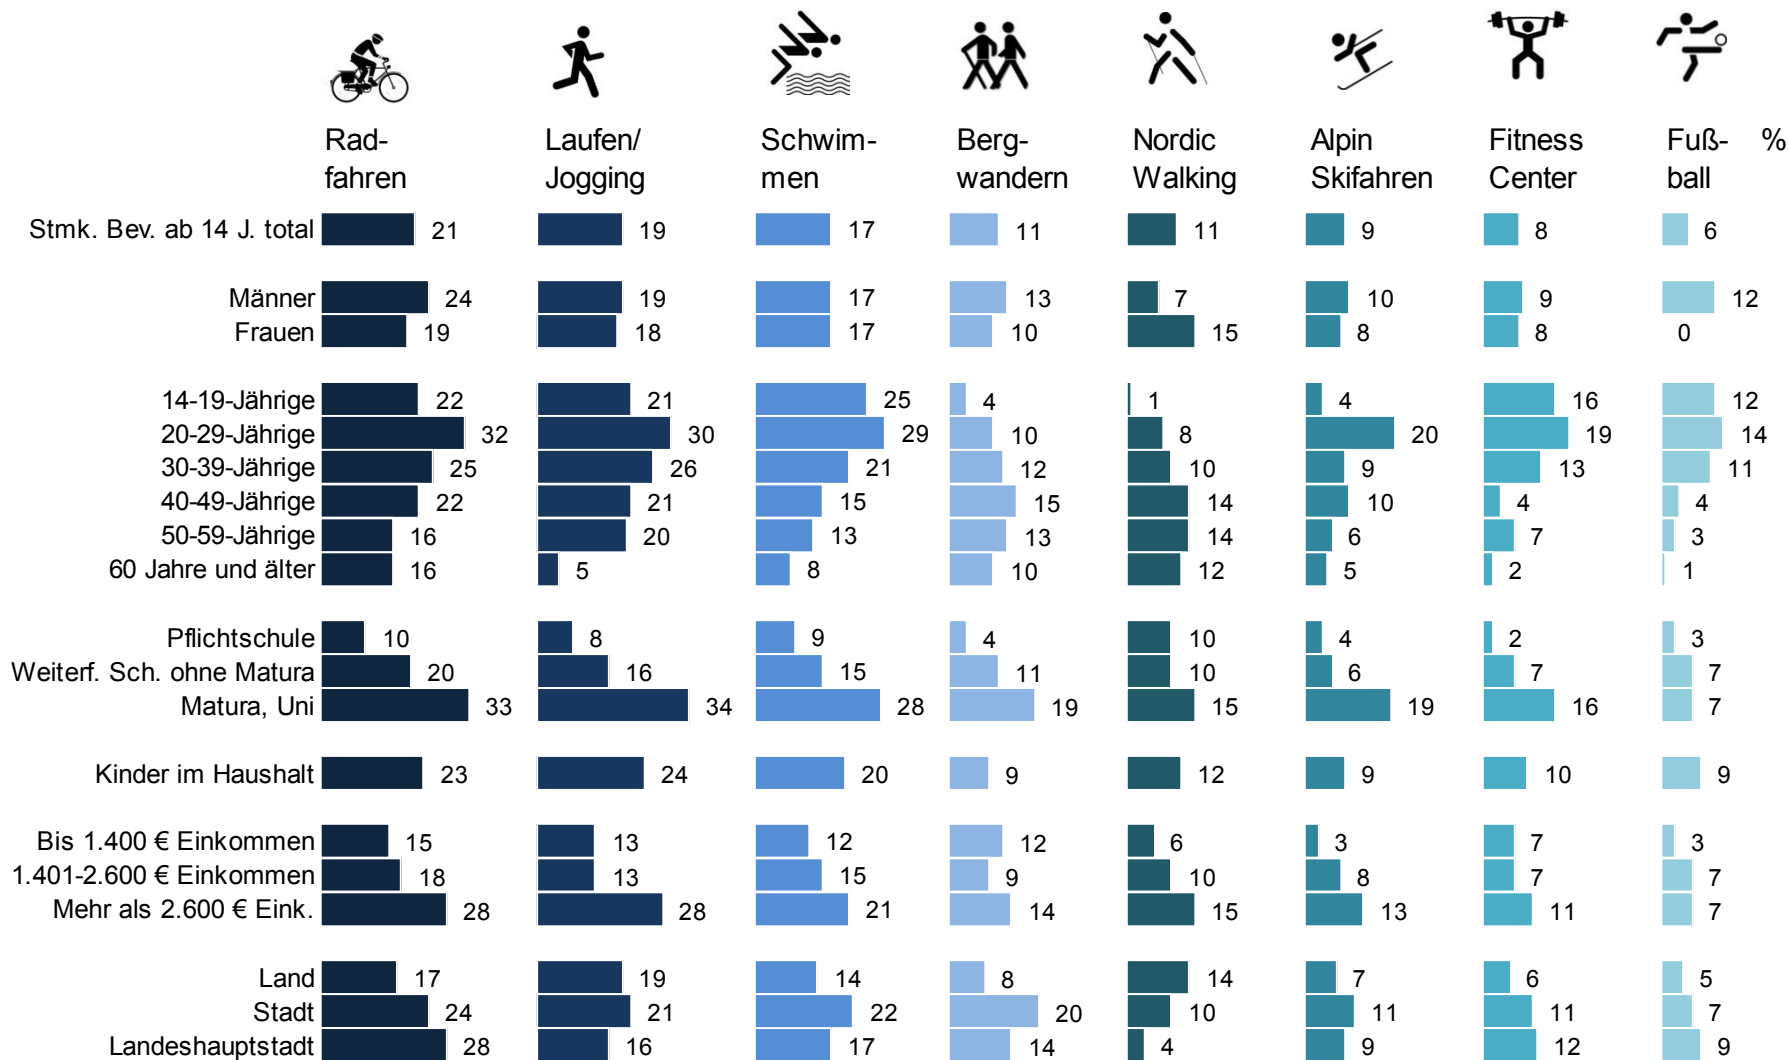 Rad-
fahren
Laufen/
Jogging
Schwim-
men
Berg-
wandern
Nordic
Walking
Alpin
Skifahren
Fitness
Center
Fuß-
ball
%
Stmk. Bev. ab 14 J. total 21 19 17 11 11 9 8 6
Männer 24 19 17 13 7 10 9 12
Frauen 19 18 17 10 15 8 8 0
14-19-Jährige 22 21 25 4 1 4 16 12
20-29-Jährige 32 30 29 10 8 20 19 14
30-39-Jährige 25 26 21 12 10 9 13 11
40-49-Jährige 22 21 15 15 14 10 4 4
50-59-Jährige 16 20 13 13 14 6 7 3
60 Jahre und älter 16 5 8 10 12 5 2 1
Pflichtschule 10 8 9 4 10 4 2 3
Weiterf. Sch. ohne Matura 20 16 15 11 10 6 7 7
Matura, Uni 33 34 28 19 15 19 16 7
Kinder im Haushalt 23 24 20 9 12 9 10 9
Bis 1.400 € Einkommen 15 13 12 12 6 3 7 3
1.401-2.600 € Einkommen 18 13 15 9 10 8 7 7
Mehr als 2.600 € Eink. 28 28 21 14 15 13 11 7
Land 17 19 14 8 14 7 6 5
Stadt 24 21 22 20 10 11 11 7
Landeshauptstadt 28 16 17 14 4 9 12 9